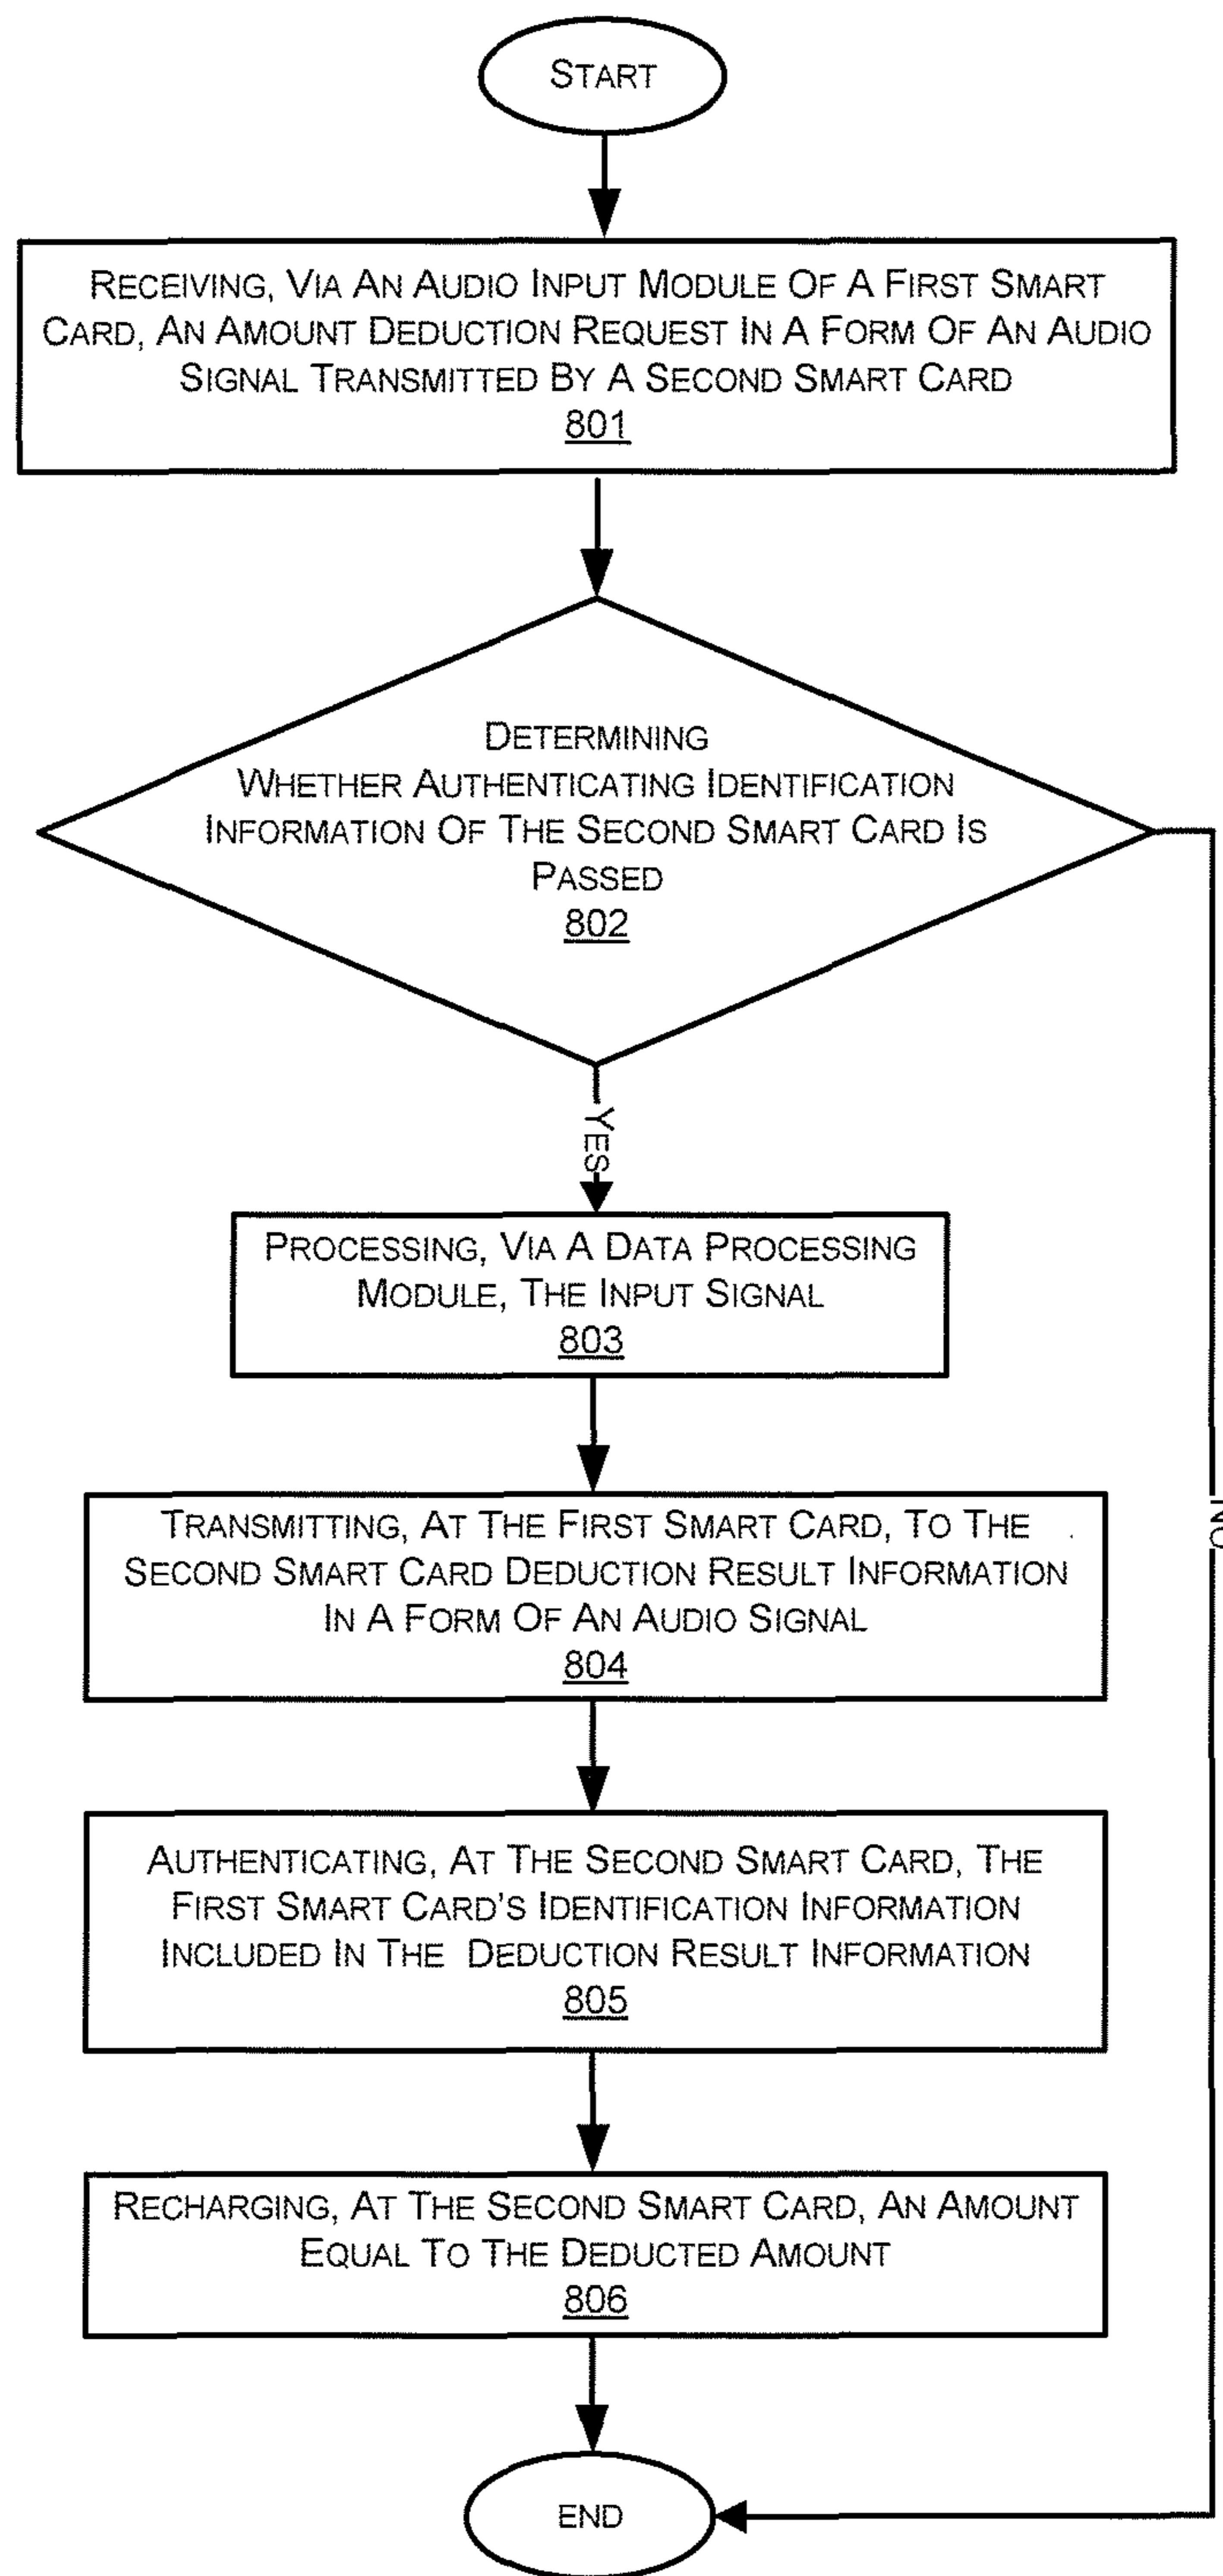 START
RECEIVING, VIA AN AUDIO INPUT MODULE OF A FIRST SMART
CARD, AN AMOUNT DEDUCTION REQUEST IN A FORM OF AN AUDIO
SIGNAL TRANSMITTED BY A SECOND SMART CARD
801
DETERMINING
WHETHER AUTHENTICATING IDENTIFICATION
INFORMATION OF THE SECOND SMART CARD IS
PASSED
802
YES
PROCESSING, VIA A DATA PROCESSING
MODULE, THE INPUT SIGNAL
803
NO
TRANSMITTING, AT THE FIRST SMART CARD, TO THE
SECOND SMART CARD DEDUCTION RESULT INFORMATION
IN A FORM OF AN AUDIO SIGNAL
804
AUTHENTICATING, AT THE SECOND SMART CARD, THE
FIRST SMART CARD'S IDENTIFICATION INFORMATION
INCLUDED IN THE DEDUCTION RESULT INFORMATION
805
RECHARGING, AT THE SECOND SMART CARD, AN AMOUNT
EQUAL TO THE DEDUCTED AMOUNT
806
END